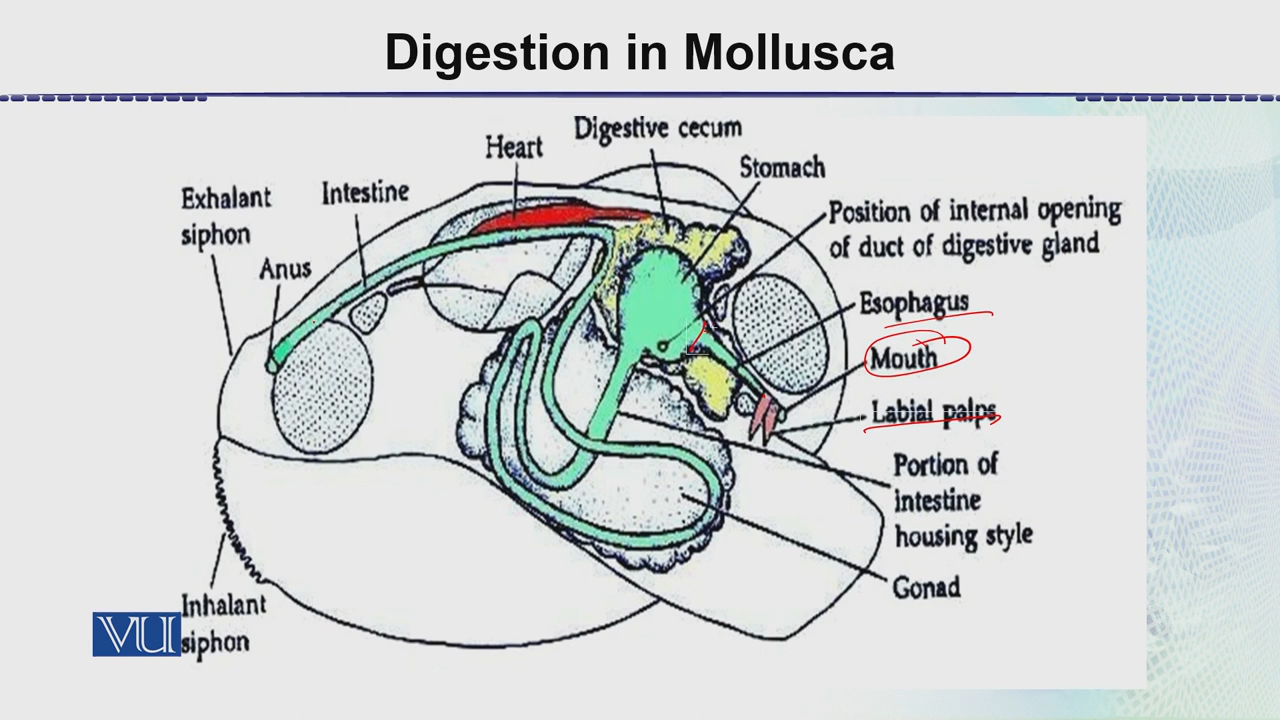 Digestion in Mollusca
Digestive cecum
Heart
Stomach
Exhalant
siphon
Intestine
Position of internal opening
of duct of digestive gland
Anus
Esophagus
Mouth
Labial palps
Portion of
intestine
housing style
Gonad
Inhalant
siphon
VU